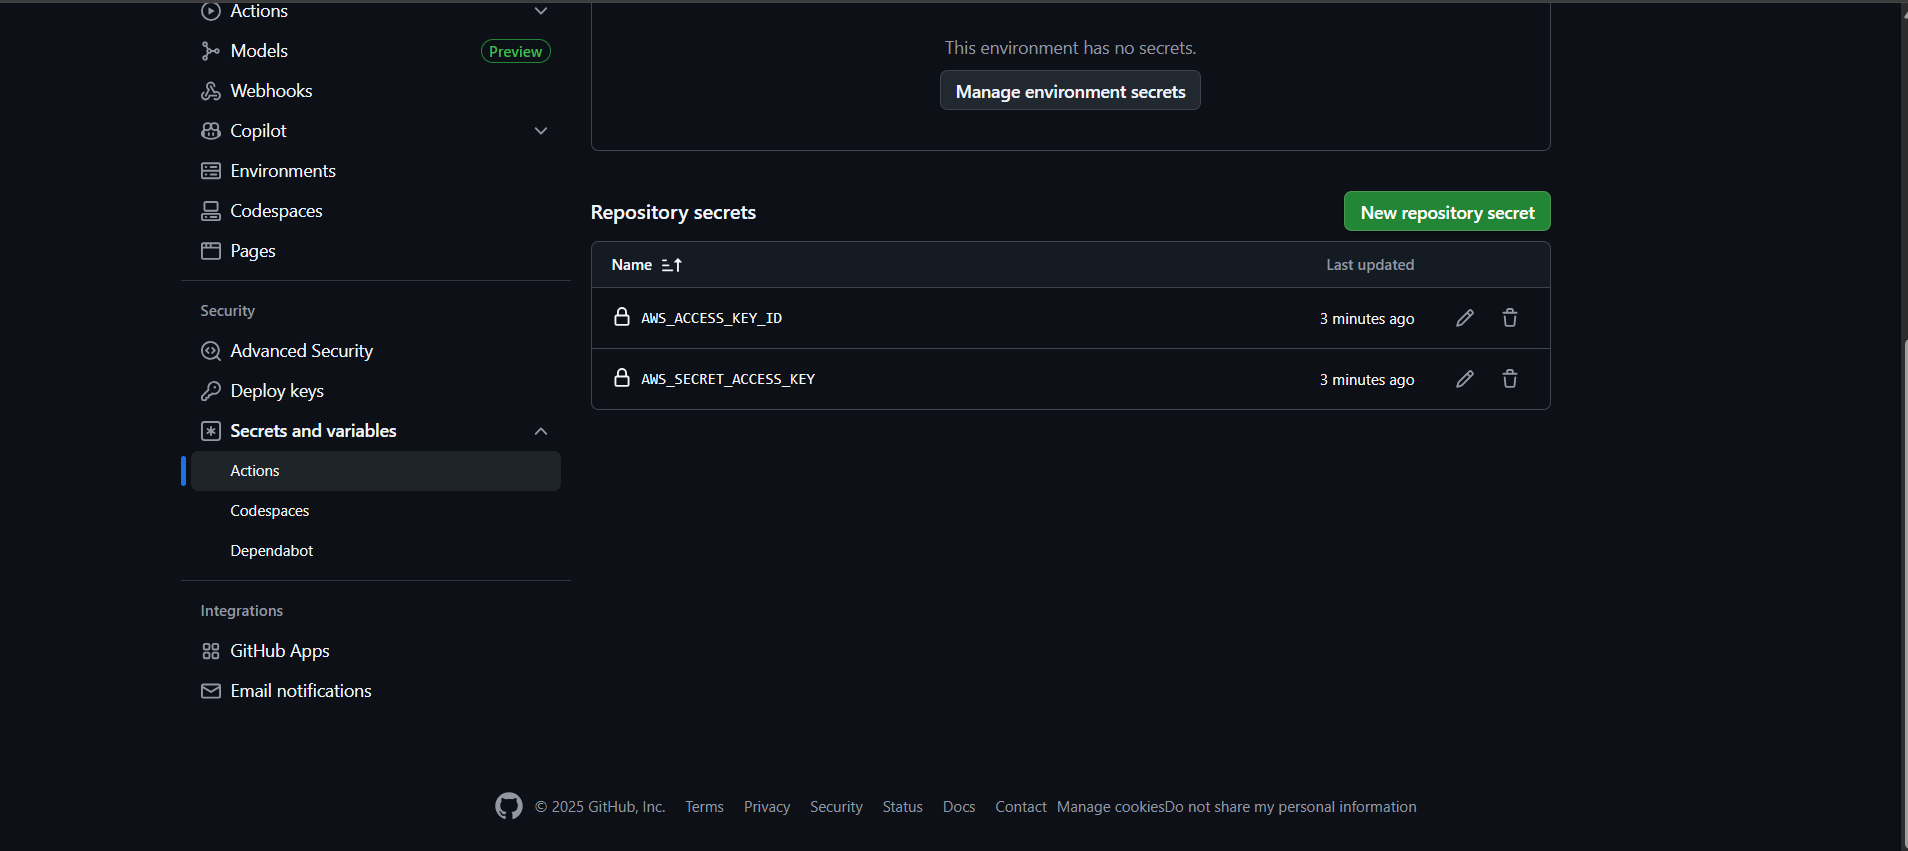 Actions
Models Preview
Webhooks
Copilot
Environments
Codespaces
Pages
Security
Advanced Security
Deploy keys
Secrets and variables
Actions
Codespaces
Dependabot
Integrations
GitHub Apps
Email notifications
This environment has no secrets.
Manage environment secrets
Repository secrets
New repository secret
Name Last updated
AWS_ACCESS_KEY_ID 3 minutes ago
AWS_SECRET_ACCESS_KEY 3 minutes ago
© 2025 GitHub, Inc. Terms Privacy Security Status Docs Contact Manage cookies Do not share my personal information